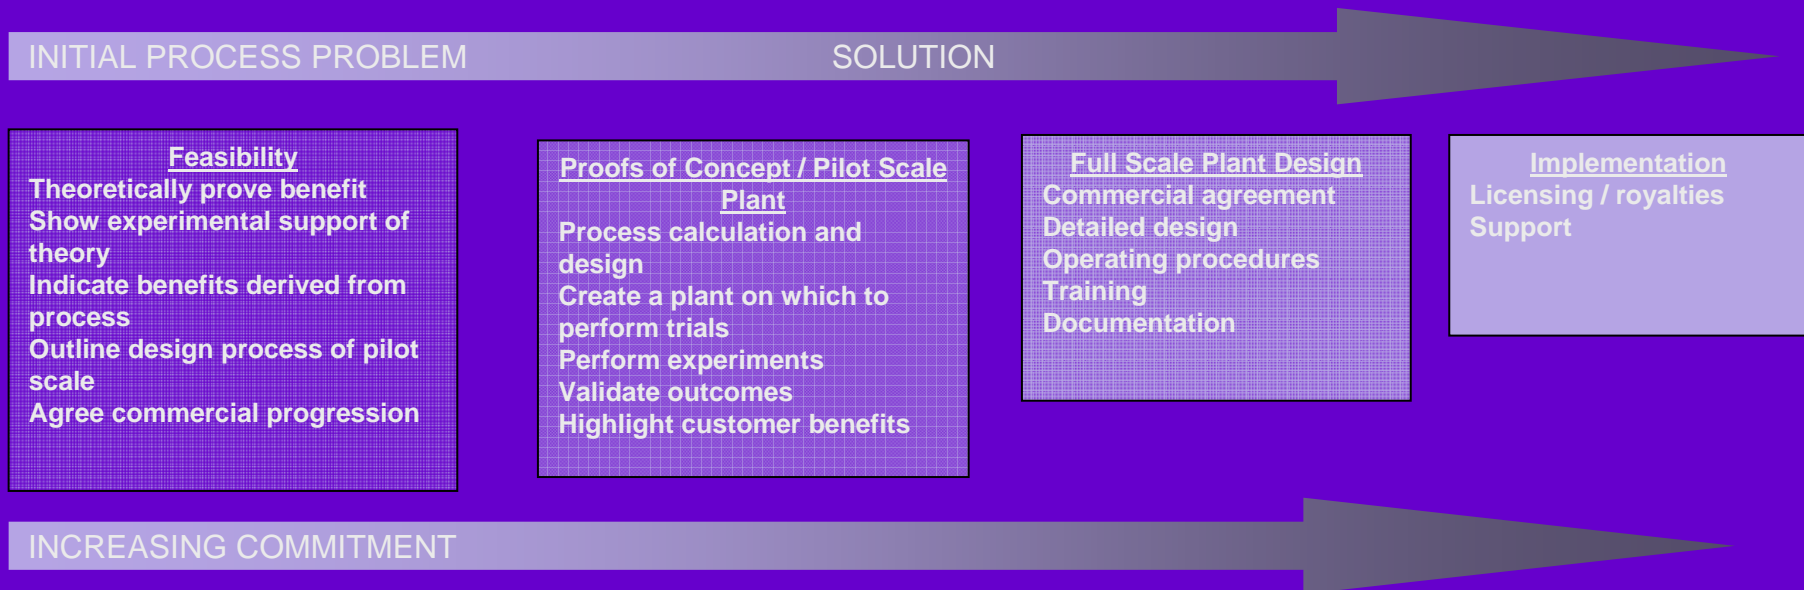 INITIAL PROCESS PROBLEM SOLUTION
Feasibility
Theoretically prove benefit
Show experimental support of
theory
Indicate benefits derived from
process
Outline design process of pilot
scale
Agree commercial progression
Proofs of Concept / Pilot Scale
Plant
Process calculation and
design
Create a plant on which to
perform trials
Perform experiments
Validate outcomes
Highlight customer benefits
Full Scale Plant Design
Commercial agreement
Detailed design
Operating procedures
Training
Documentation
Implementation
Licensing / royalties
Support
INCREASING COMMITMENT